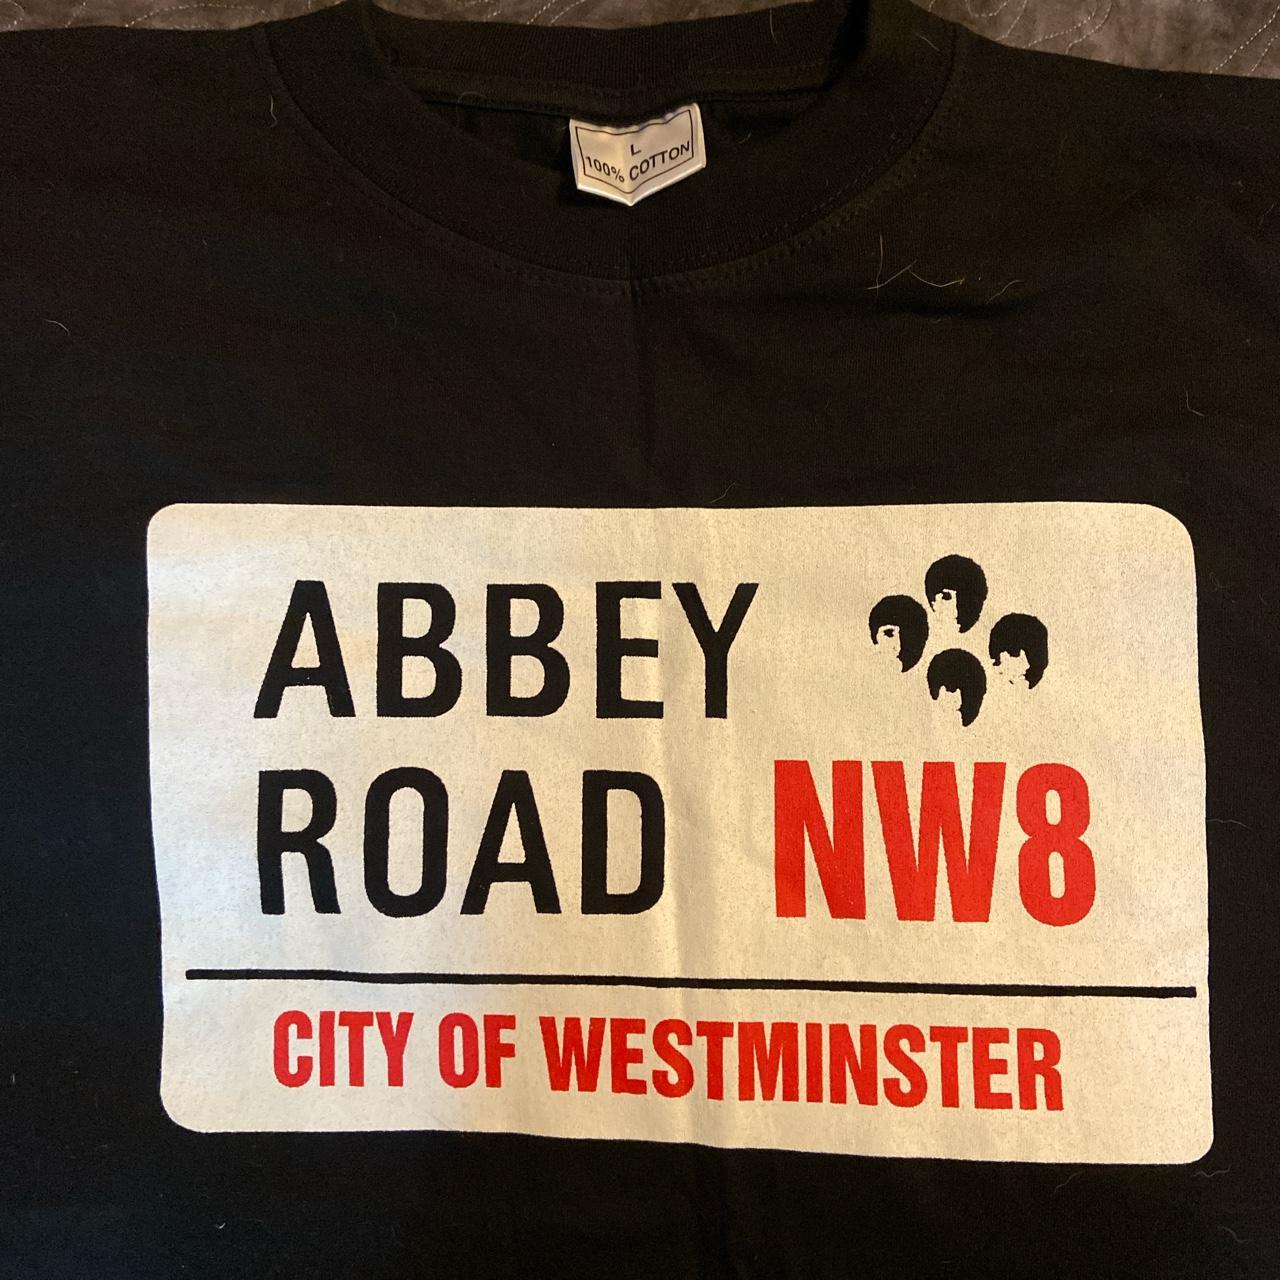 L
100% COTTON
ABBEY
ROAD NW8
CITY OF WESTMINSTER